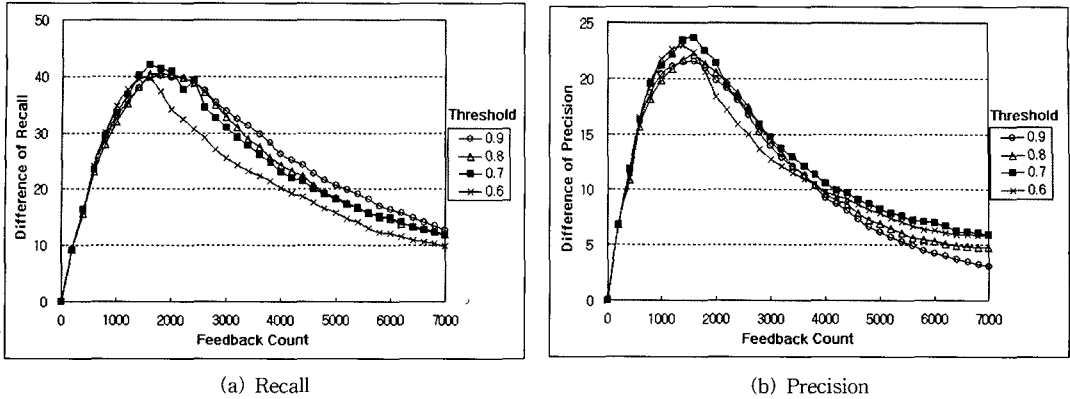 50
40
30
20
10
0
Difference of Recall
0 1000 2000 3000 4000 5000 6000 7000
Feedback Count
Threshold
0.9
0.8
0.7
0.6
(a) Recall
25
20
15
10
5
0
Difference of Precision
0 1000 2000 3000 4000 5000 6000 7000
Feedback Count
Threshold
0.9
0.8
0.7
0.6
(b) Precision